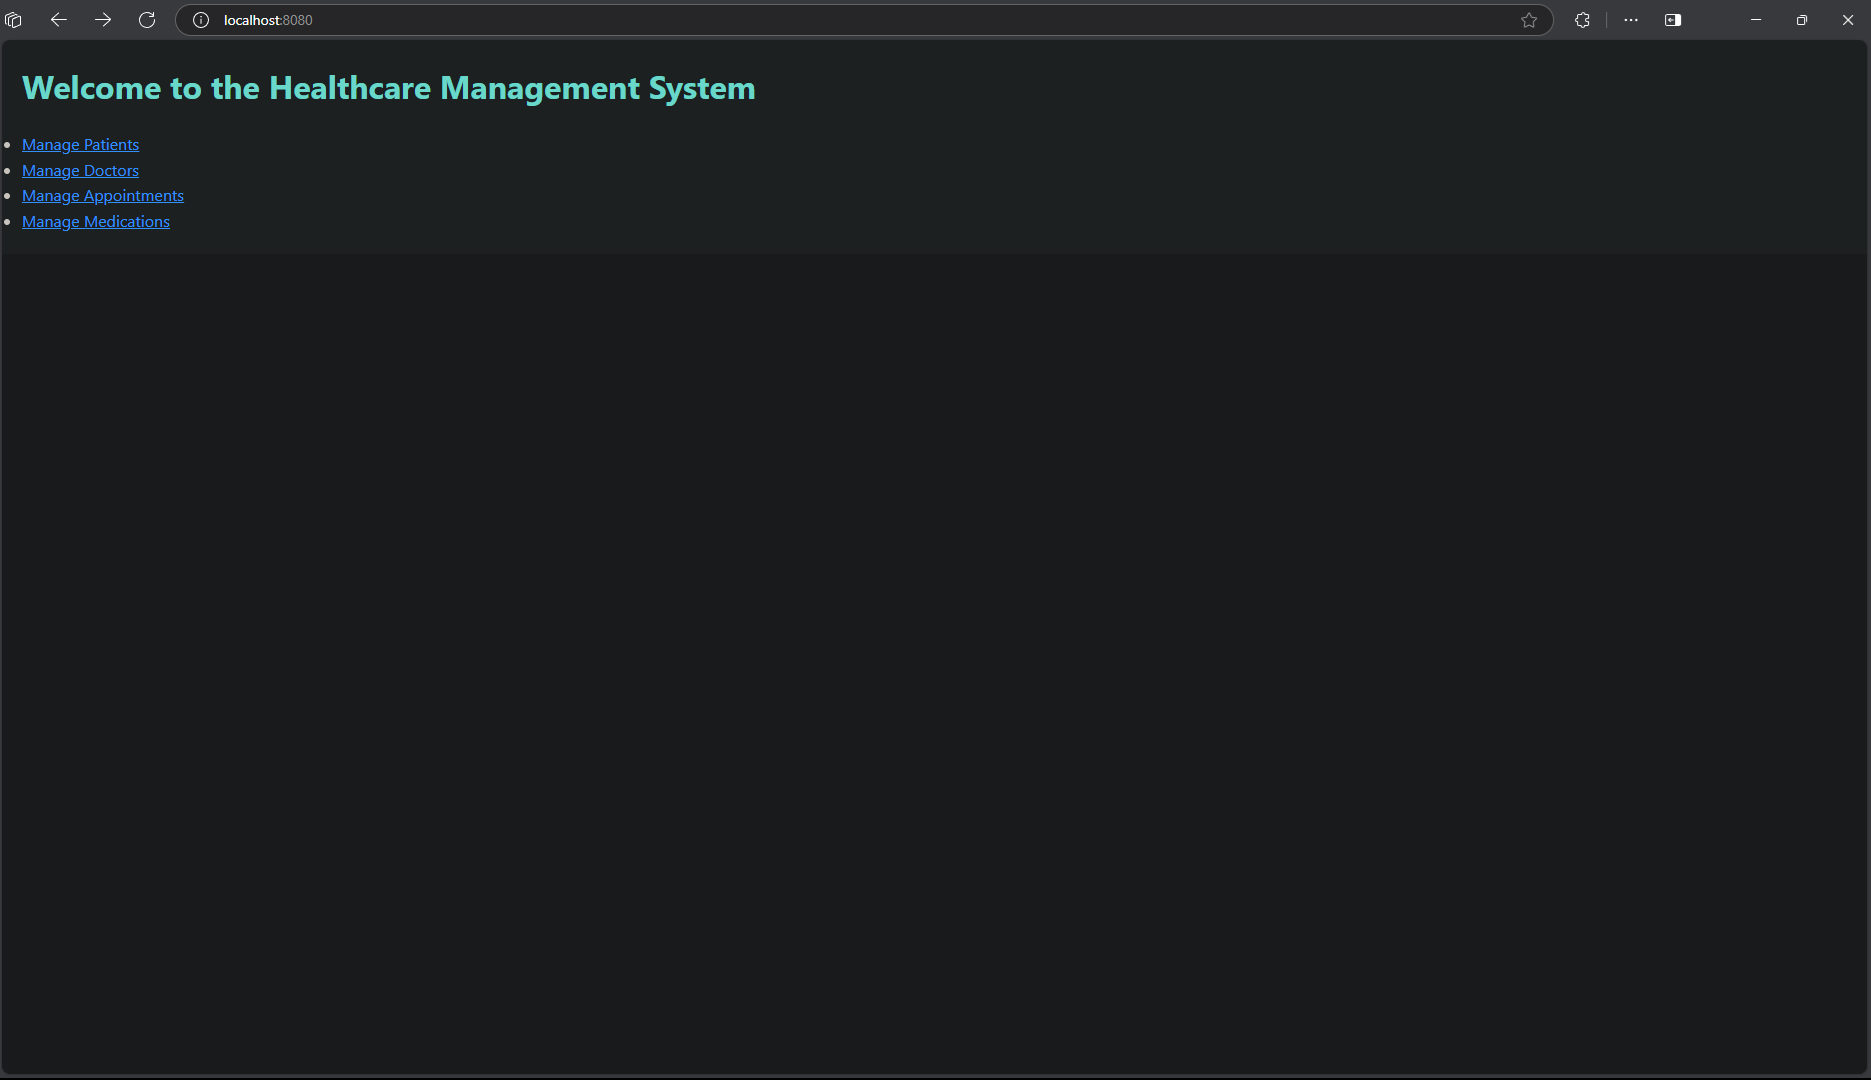 localhost:8080
Welcome to the Healthcare Management System
Manage Patients
Manage Doctors
Manage Appointments
Manage Medications